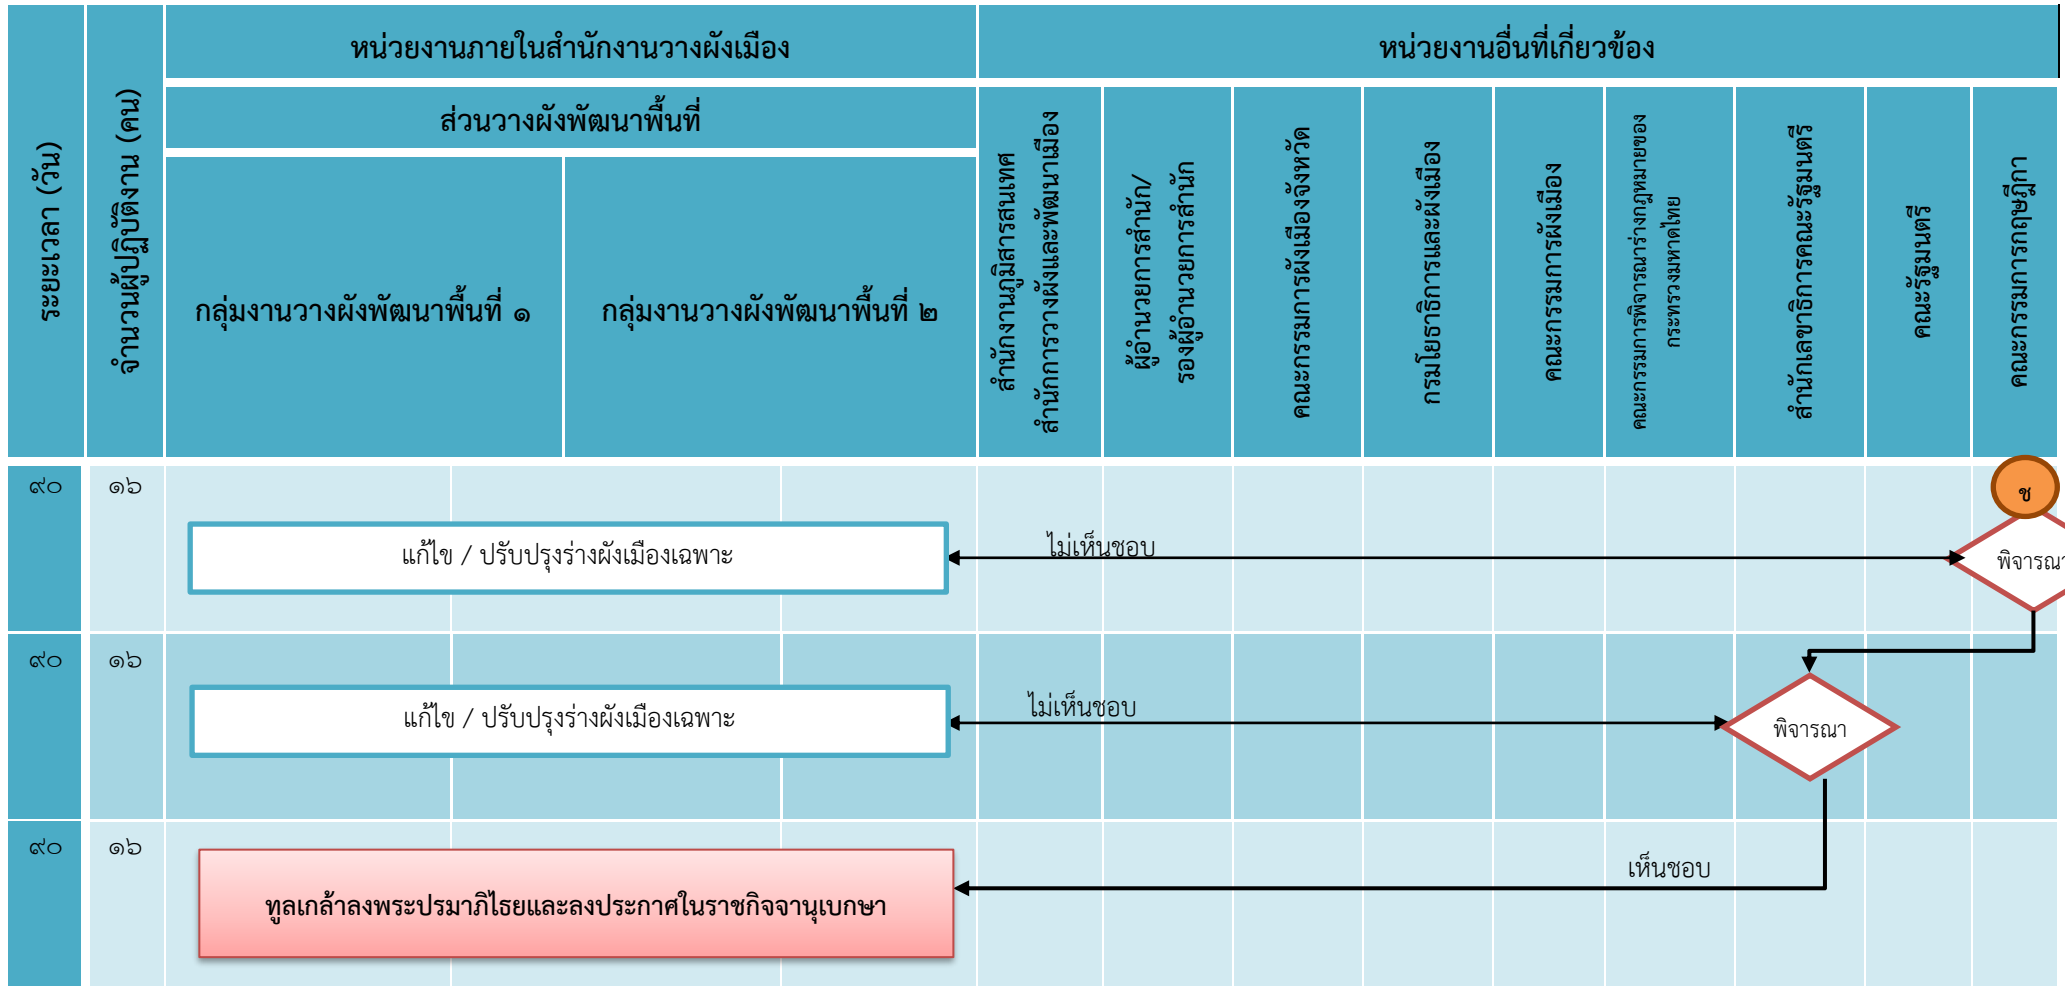 ระยะเวลา (วัน)
จำนวนผู้ปฏิบัติงาน (คน)
หน่วยงานภายในสำนักงานวางผังเมือง
หน่วยงานอื่นที่เกี่ยวข้อง
ส่วนวางผังพัฒนาพื้นที่
กลุ่มงานวางผังพัฒนาพื้นที่ ๑
กลุ่มงานวางผังพัฒนาพื้นที่ ๒
สำนักงานภูมิสารสนเทศ
สำนักการวางผังและพัฒนาเมือง
ผู้อำนวยการสำนัก/
รองผู้อำนวยการสำนัก
คณะกรรมการผังเมืองจังหวัด
กรมโยธาธิการและผังเมือง
คณะกรรมการผังเมือง
คณะกรรมการพิจารณาร่างกฎหมายของ
กระทรวงมหาดไทย
สำนักเลขาธิการคณะรัฐมนตรี
คณะรัฐมนตรี
คณะกรรมการกฤษฎีกา
๙๐
๑๖
ช
แก้ไข / ปรับปรุงร่างผังเมืองเฉพาะ
ไม่เห็นชอบ
พิจารณา
๙๐
๑๖
แก้ไข / ปรับปรุงร่างผังเมืองเฉพาะ
ไม่เห็นชอบ
พิจารณา
๙๐
๑๖
เห็นชอบ
ทูลเกล้าลงพระปรมาภิไธยและลงประกาศในราชกิจจานุเบกษา